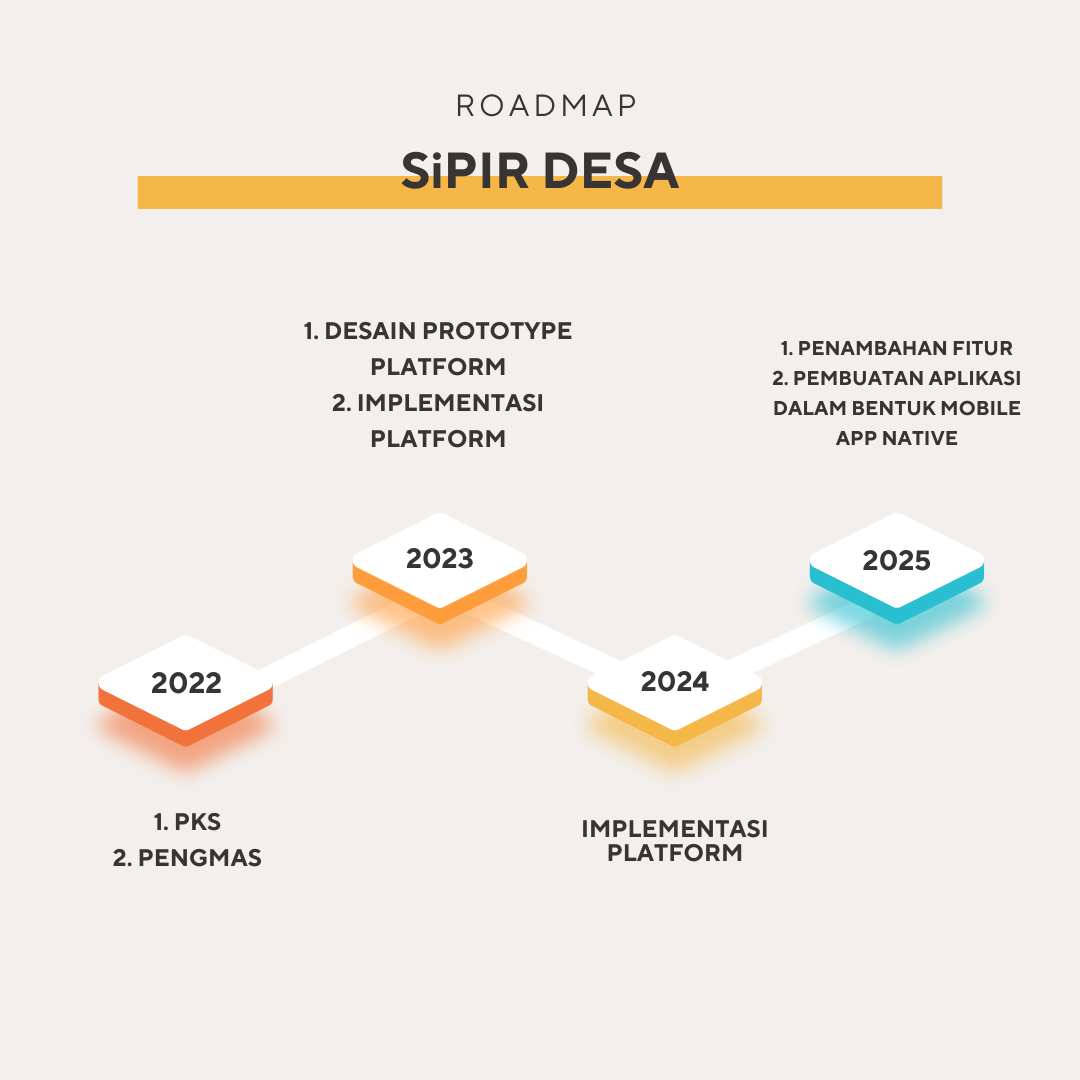 ROADMAP
SiPIR DESA
1. DESAIN PROTOTYPE
PLATFORM
2. IMPLEMENTASI
PLATFORM
1. PENAMBAHAN FITUR
2. PEMBUATAN APLIKASI
DALAM BENTUK MOBILE
APP NATIVE
2023
2025
2022
2024
1. PKS
2. PENGMAS
IMPLEMENTASI
PLATFORM